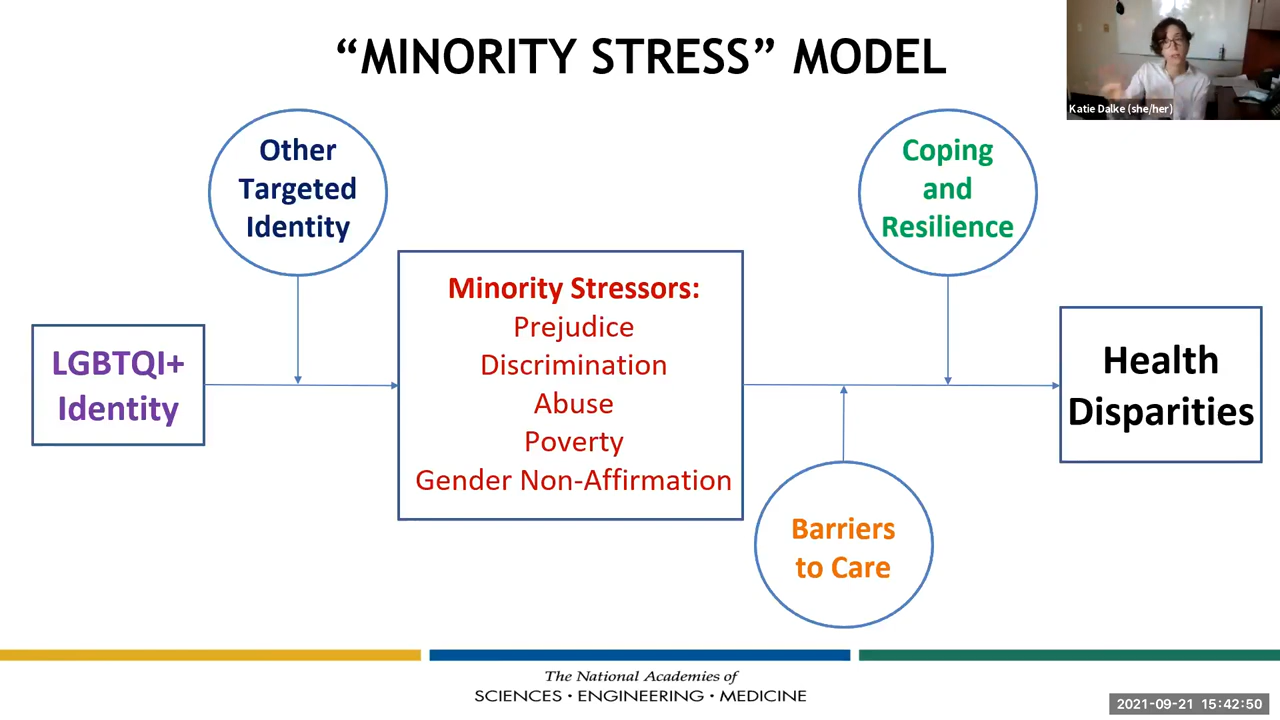 “MINORITY STRESS” MODEL
Katie Dalke (she/her)
Other
Targeted
Identity
Coping
and
Resilience
LGBTQI+
Identity
Minority Stressors:
Prejudice
Discrimination
Abuse
Poverty
Gender Non-Affirmation
Health
Disparities
Barriers
to Care
The National Academies of
SCIENCES • ENGINEERING • MEDICINE
2021-09-21 15:42:50